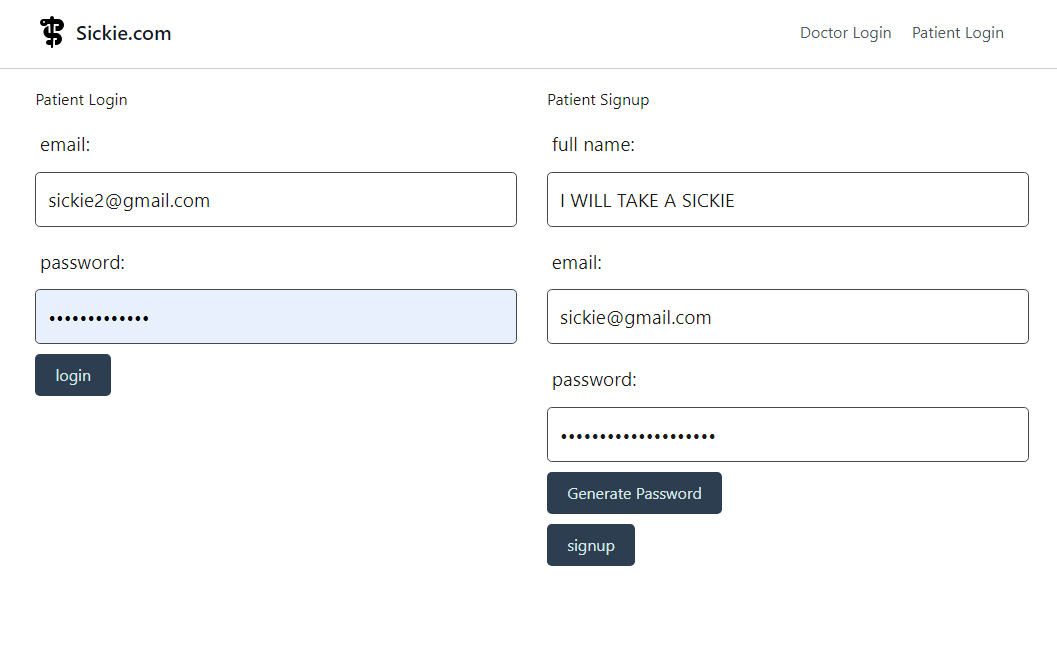 Sickie.com
Doctor Login
Patient Login
Patient Login
email:
sickie2@gmail.com
password:
•••••••••••••
login
Patient Signup
full name:
I WILL TAKE A SICKIE
email:
sickie@gmail.com
password:
••••••••••••••••••••
Generate Password
signup